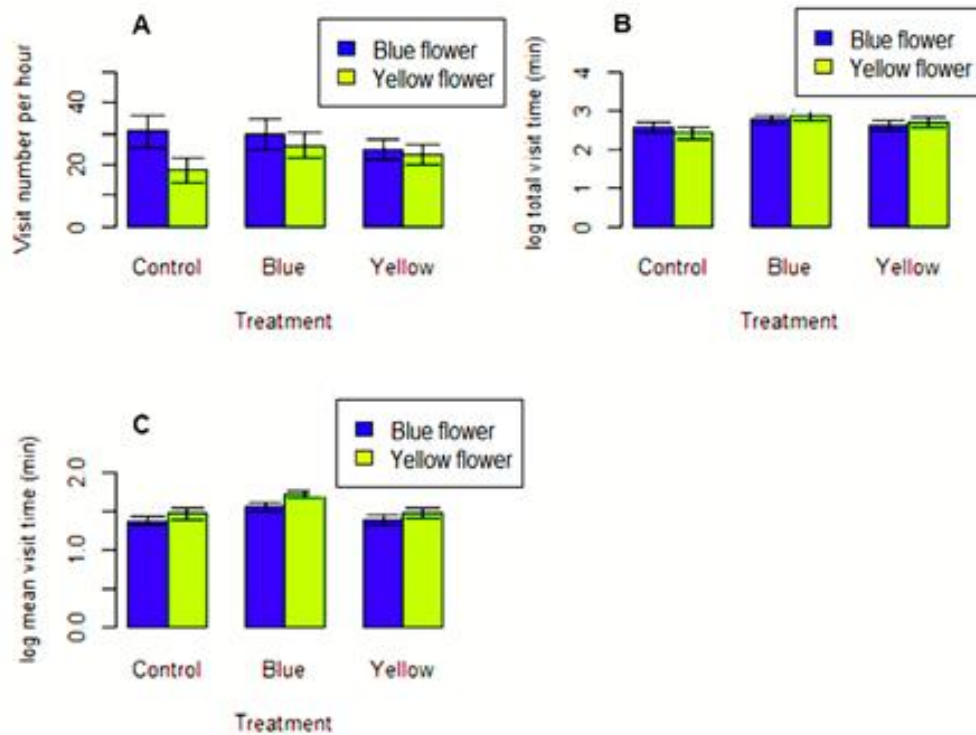 A
Blue flower
Yellow flower
Visit number per hour
40
20
0
Control
Blue
Yellow
Treatment
B
Blue flower
Yellow flower
log total visit time (min)
4
3
2
1
0
Control
Blue
Yellow
Treatment
C
Blue flower
Yellow flower
log mean visit time (min)
2.0
1.0
0.0
Control
Blue
Yellow
Treatment